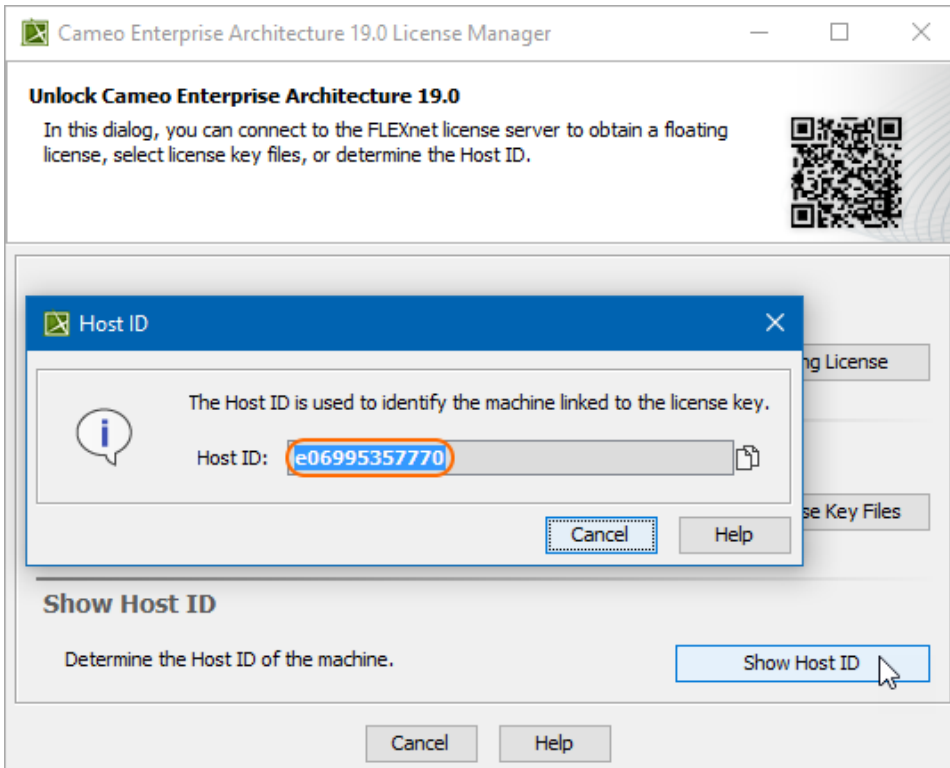 Cameo Enterprise Architecture 19.0 License Manager
Unlock Cameo Enterprise Architecture 19.0
In this dialog, you can connect to the FLEXnet license server to obtain a floating
license, select license key files, or determine the Host ID.
Host ID
License
The Host ID is used to identify the machine linked to the license key.
Host ID: e06995357770
Key Files
Cancel Help
Show Host ID
Determine the Host ID of the machine.
Show Host ID
Cancel Help